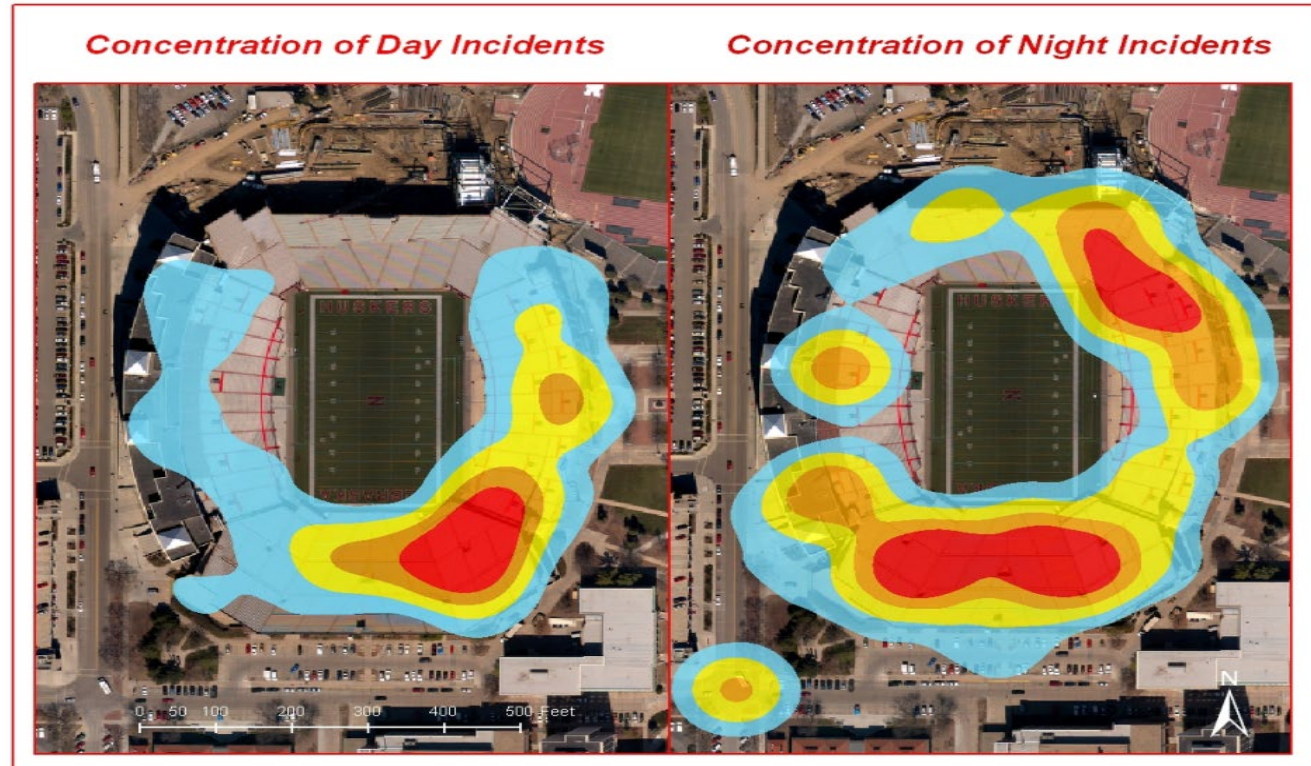 Concentration of Day Incidents
Concentration of Night Incidents
HUSKERS
N
HUSKERS
N
0 50 100 200 300 400 500 Feet
N